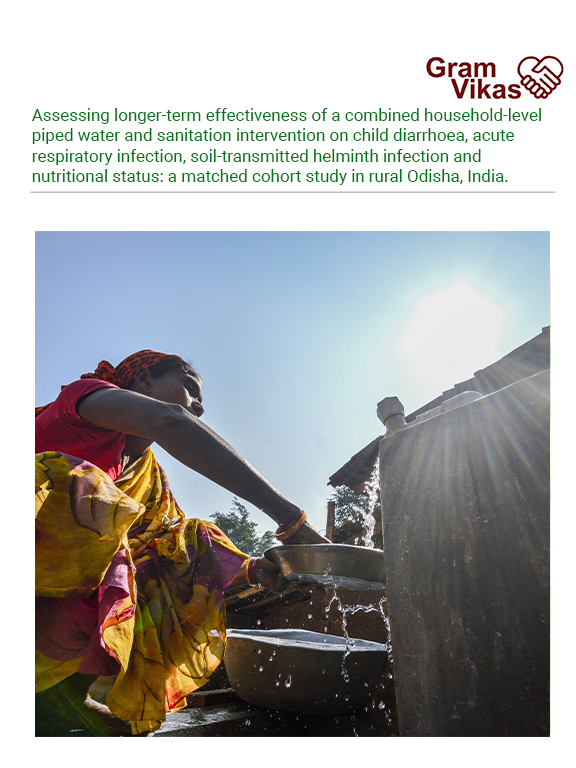 Gram
Vikas
Assessing longer-term effectiveness of a combined household-level
piped water and sanitation intervention on child diarrhoea, acute
respiratory infection, soil-transmitted helminth infection and
nutritional status: a matched cohort study in rural Odisha, India.